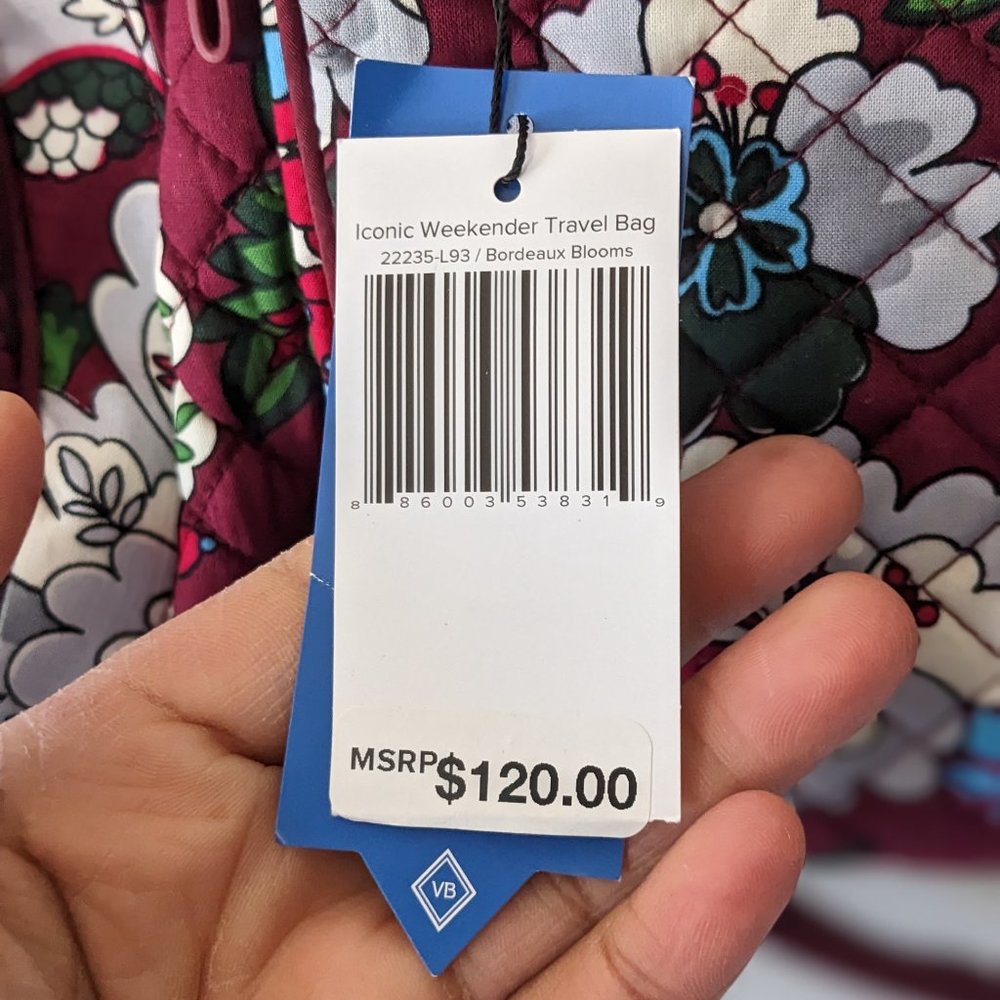 Iconic Weekender Travel Bag
22235-L93 / Bordeaux Blooms
8 86003 53831 9
MSRP$120.00
VB